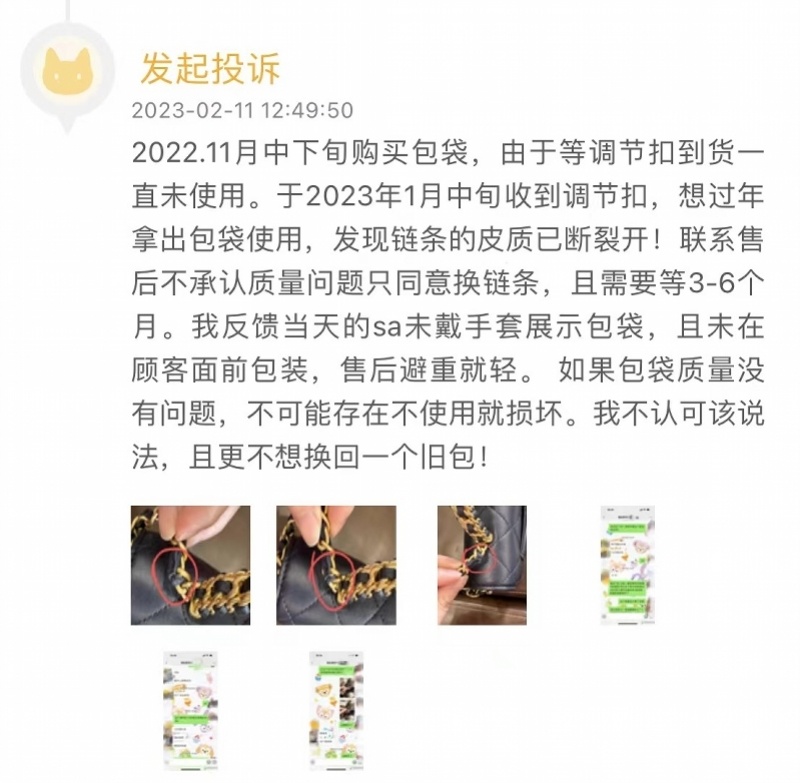 发起投诉
2023-02-11 12:49:50
2022.11月中下旬购买包袋，由于等调节扣到货一
直未使用。于2023年1月中旬收到调节扣，想过年
拿出包袋使用，发现链条的皮质已断裂开！联系售
后不承认质量问题只同意换链条，且需要等3-6个
月。我反馈当天的sa未戴手套展示包袋，且未在
顾客面前包装，售后避重就轻。 如果包袋质量没
有问题，不可能存在不使用就损坏。我不认可该说
法，且更不想换回一个旧包！